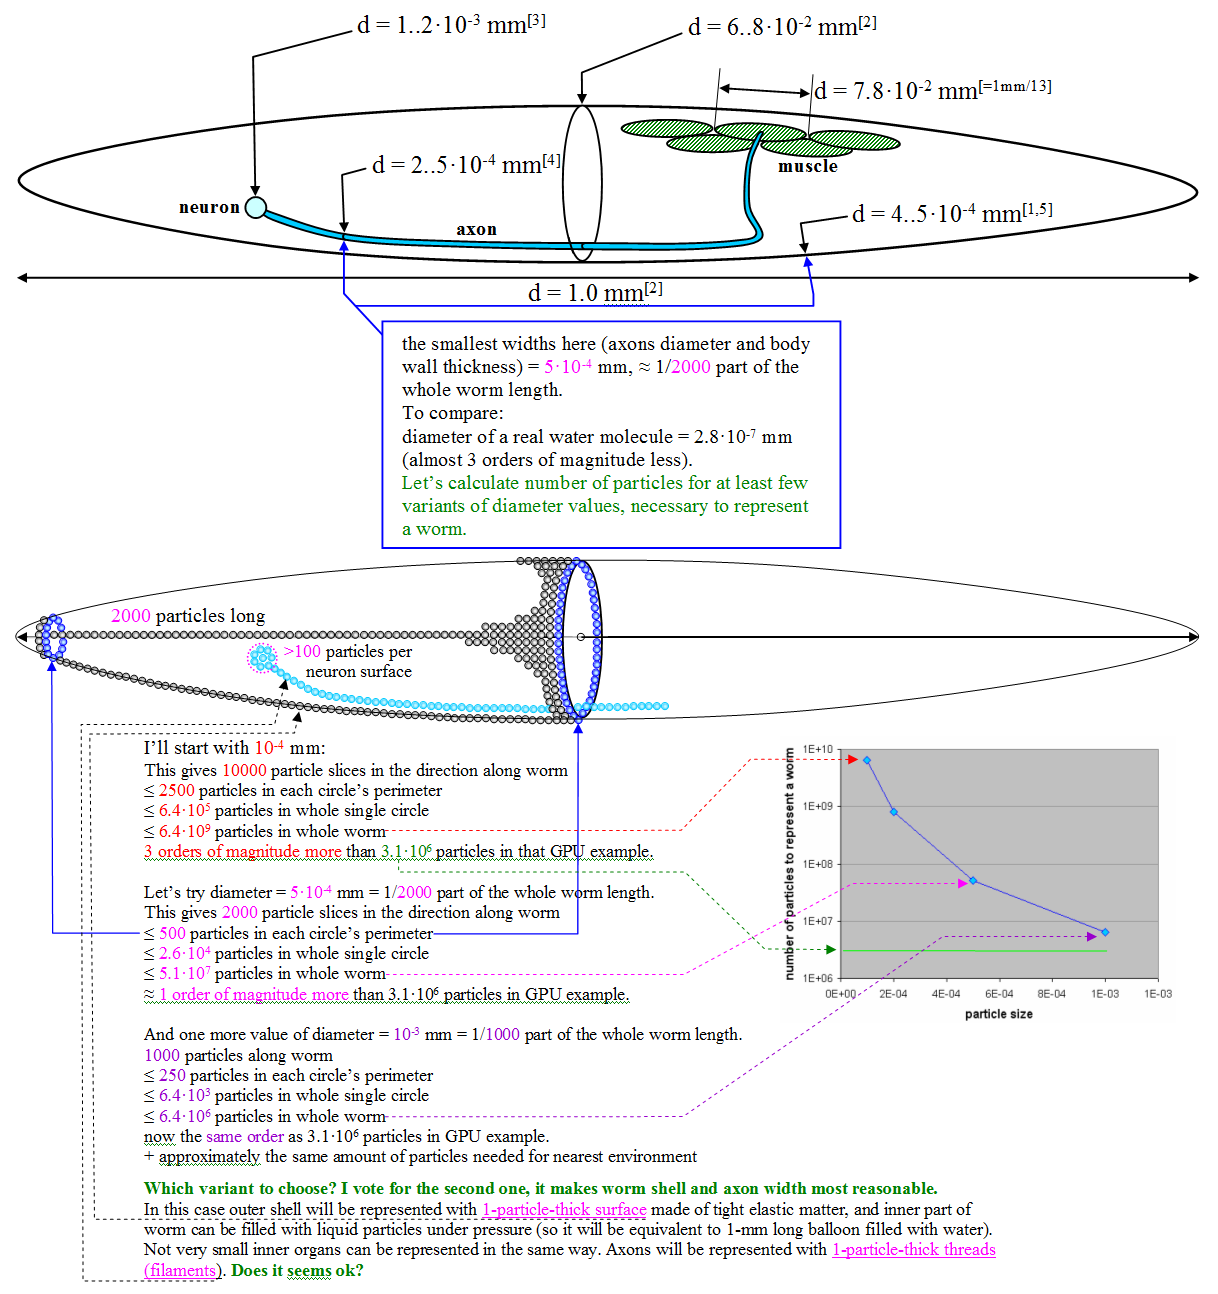 d = 1..2·10⁻³ mm[3]
d = 6..8·10⁻² mm[2]
d = 7.8·10⁻² mm[=1mm/13]
d = 2..5·10⁻⁴ mm[4]
muscle
neuron
axon
d = 4..5·10⁻⁴ mm[1,5]
d = 1.0 mm[2]
the smallest widths here (axons diameter and body
wall thickness) = 5·10⁻⁴ mm, ≈ 1/2000 part of the
whole worm length.
To compare:
diameter of a real water molecule = 2.8·10⁻⁷ mm
(almost 3 orders of magnitude less).
Let's calculate number of particles for at least few
variants of diameter values, necessary to represent
a worm.
2000 particles long
>100 particles per
neuron surface
I'll start with 10⁻⁴ mm:
This gives 10000 particle slices in the direction along worm
≤ 2500 particles in each circle's perimeter
≤ 6.4·10⁵ particles in whole single circle
≤ 6.4·10⁹ particles in whole worm
3 orders of magnitude more than 3.1·10⁶ particles in that GPU example.
Let's try diameter = 5·10⁻⁴ mm = 1/2000 part of the whole worm length.
This gives 2000 particle slices in the direction along worm
≤ 500 particles in each circle's perimeter
≤ 2.6·10⁴ particles in whole single circle
≤ 5.1·10⁷ particles in whole worm
≈ 1 order of magnitude more than 3.1·10⁶ particles in GPU example.
And one more value of diameter = 10⁻³ mm = 1/1000 part of the whole worm length.
1000 particles along worm
≤ 250 particles in each circle's perimeter
≤ 6.4·10³ particles in whole single circle
≤ 6.4·10⁶ particles in whole worm
now the same order as 3.1·10⁶ particles in GPU example.
+ approximately the same amount of particles needed for nearest environment
number of particles to represent a worm
1E+10
1E+09
1E+08
1E+07
1E+06
0E+00
2E-04
4E-04
6E-04
8E-04
1E-03
1E-03
particle size
Which variant to choose? I vote for the second one, it makes worm shell and axon width most reasonable.
In this case outer shell will be represented with 1-particle-thick surface made of tight elastic matter, and inner part of
worm can be filled with liquid particles under pressure (so it will be equivalent to 1-mm long balloon filled with water).
Not very small inner organs can be represented in the same way. Axons will be represented with 1-particle-thick threads
(filaments). Does it seems ok?